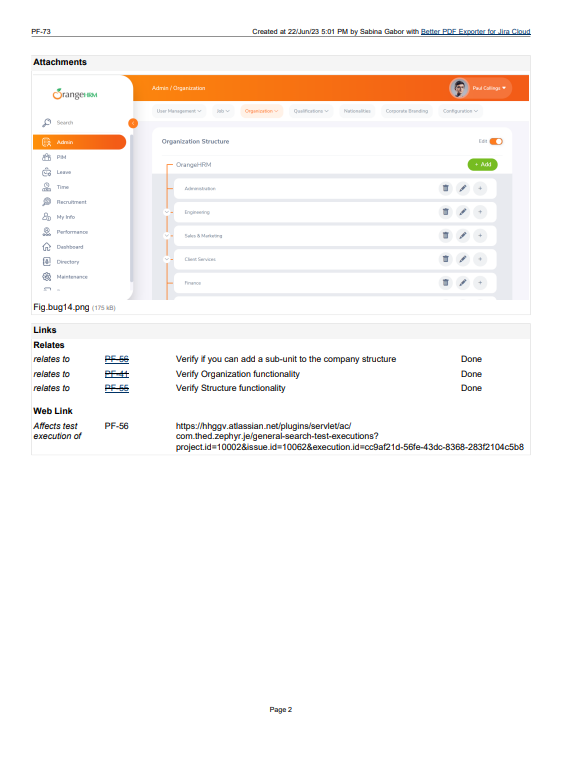 PF-73
Created at 22/Jun/23 5:01 PM by Sabina Gabor with Better PDF Exporter for Jira Cloud
Attachments
OrangeHRM
Admin / Organization
Paul Collings
User Management
Job
Organization
Qualifications
Nationalities
Corporate Branding
Configuration
Search
Admin
PIM
Leave
Time
Recruitment
My Info
Performance
Dashboard
Directory
Maintenance
Organization Structure
Edit
OrangeHRM
+ Add
Administration
Engineering
Sales & Marketing
Client Services
Finance
Fig.bug14.png (175 kB)
Links
Relates
relates to PF-56 Verify if you can add a sub-unit to the company structure Done
relates to PF-41 Verify Organization functionality Done
relates to PF-55 Verify Structure functionality Done
Web Link
Affects test PF-56 https://hhggv.atlassian.net/plugins/servlet/ac/
execution of com.thed.zephyr.je/general-search-test-executions?
project.id=10002&issue.id=10062&execution.id=cc9af21d-56fe-43dc-8368-283f2104c5b8
Page 2